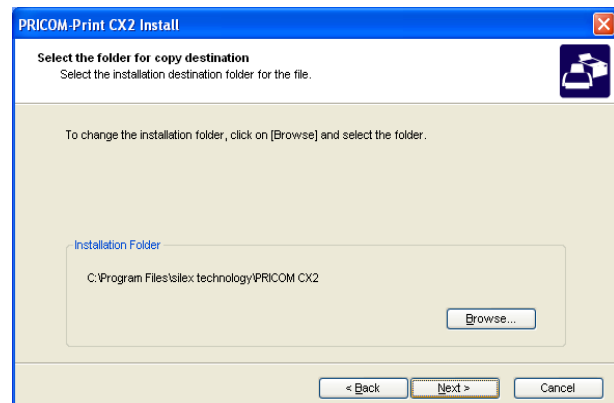 PRICOM-Print CX2 Install
Select the folder for copy destination
Select the installation destination folder for the file.
To change the installation folder, click on [Browse] and select the folder.
Installation Folder
C:\Program Files\silex technology\PRICOM CX2
Browse...
< Back Next > Cancel